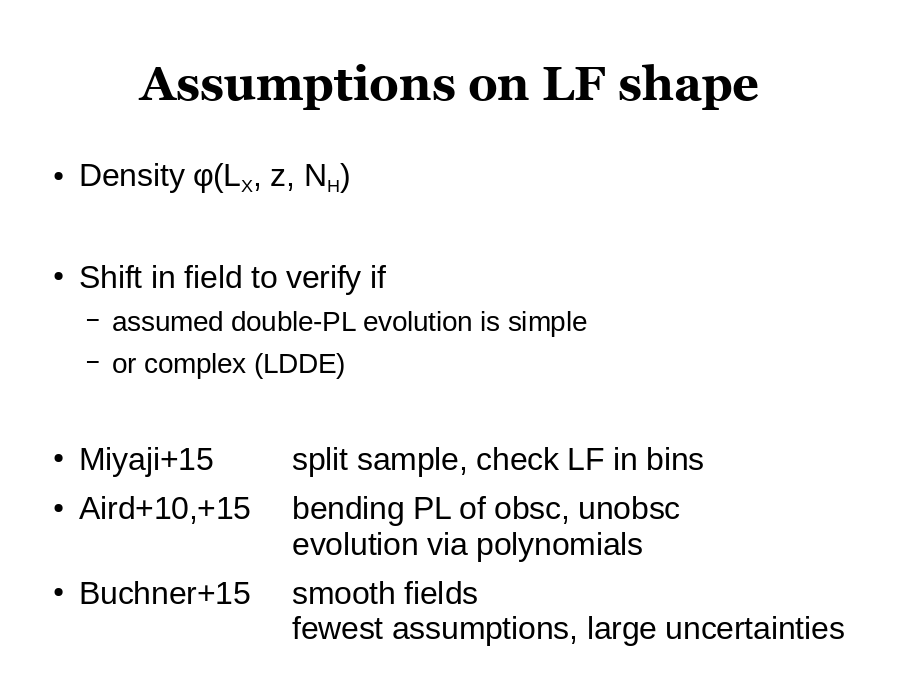 Assumptions on LF shape
• Density φ(L_X, z, N_H)
• Shift in field to verify if
– assumed double-PL evolution is simple
– or complex (LDDE)
• Miyaji+15 split sample, check LF in bins
• Aird+10,+15 bending PL of obsc, unobsc
evolution via polynomials
• Buchner+15 smooth fields
fewest assumptions, large uncertainties